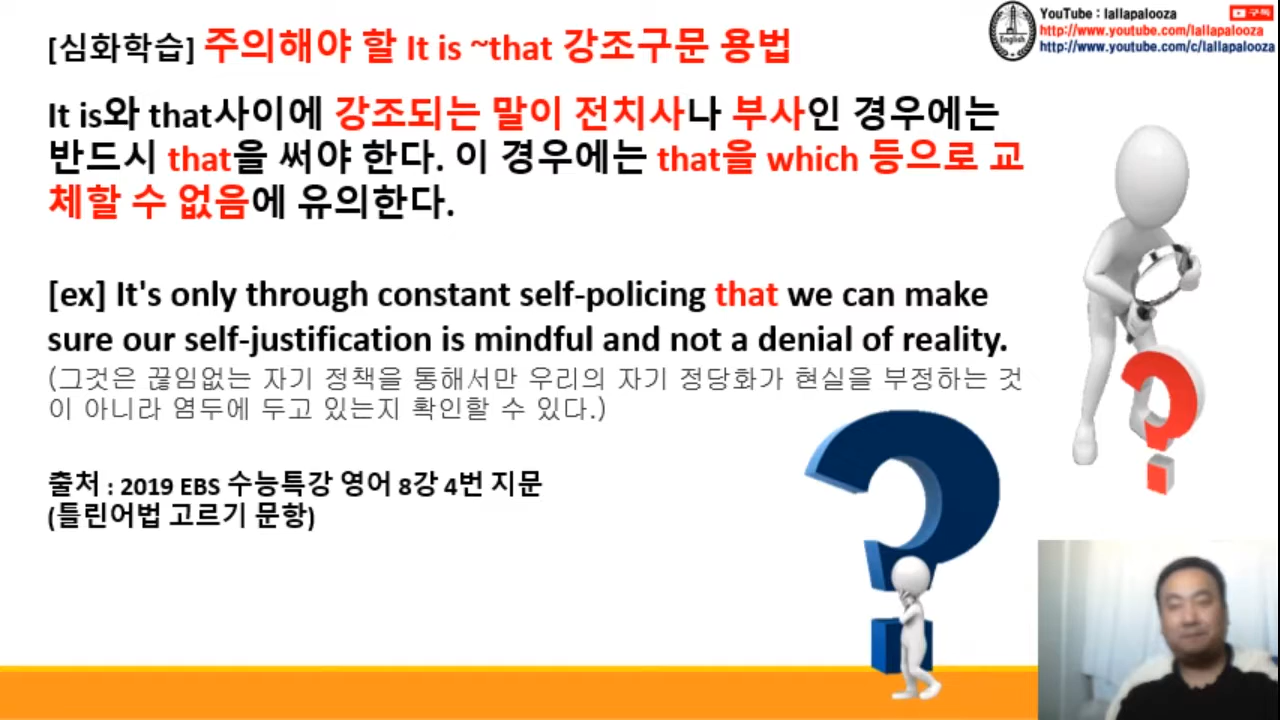 [심화학습] 주의해야 할 It is ~that 강조구문 용법
YouTube : lallapalooza
구독
http://www.youtube.com/lallapalooza
http://www.youtube.com/c/lallapalooza
English
It is와 that사이에 강조되는 말이 전치사나 부사인 경우에는
반드시 that을 써야 한다. 이 경우에는 that을 which 등으로 교
체할 수 없음에 유의한다.
[ex] It's only through constant self-policing that we can make
sure our self-justification is mindful and not a denial of reality.
(그것은 끊임없는 자기 정책을 통해서만 우리의 자기 정당화가 현실을 부정하는 것
이 아니라 염두에 두고 있는지 확인할 수 있다.)
출처 : 2019 EBS 수능특강 영어 8강 4번 지문
(틀린어법 고르기 문항)